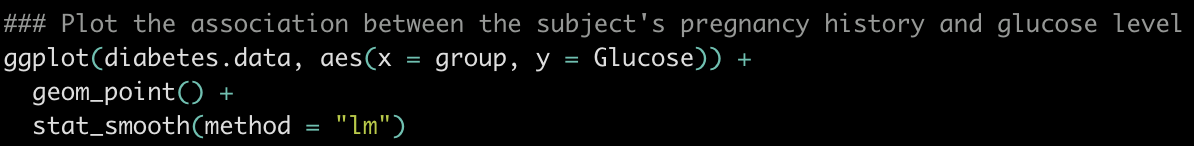 ### Plot the association between the subject's pregnancy history and glucose level
ggplot(diabetes.data, aes(x = group, y = Glucose)) +
  geom_point() +
  stat_smooth(method = "lm")